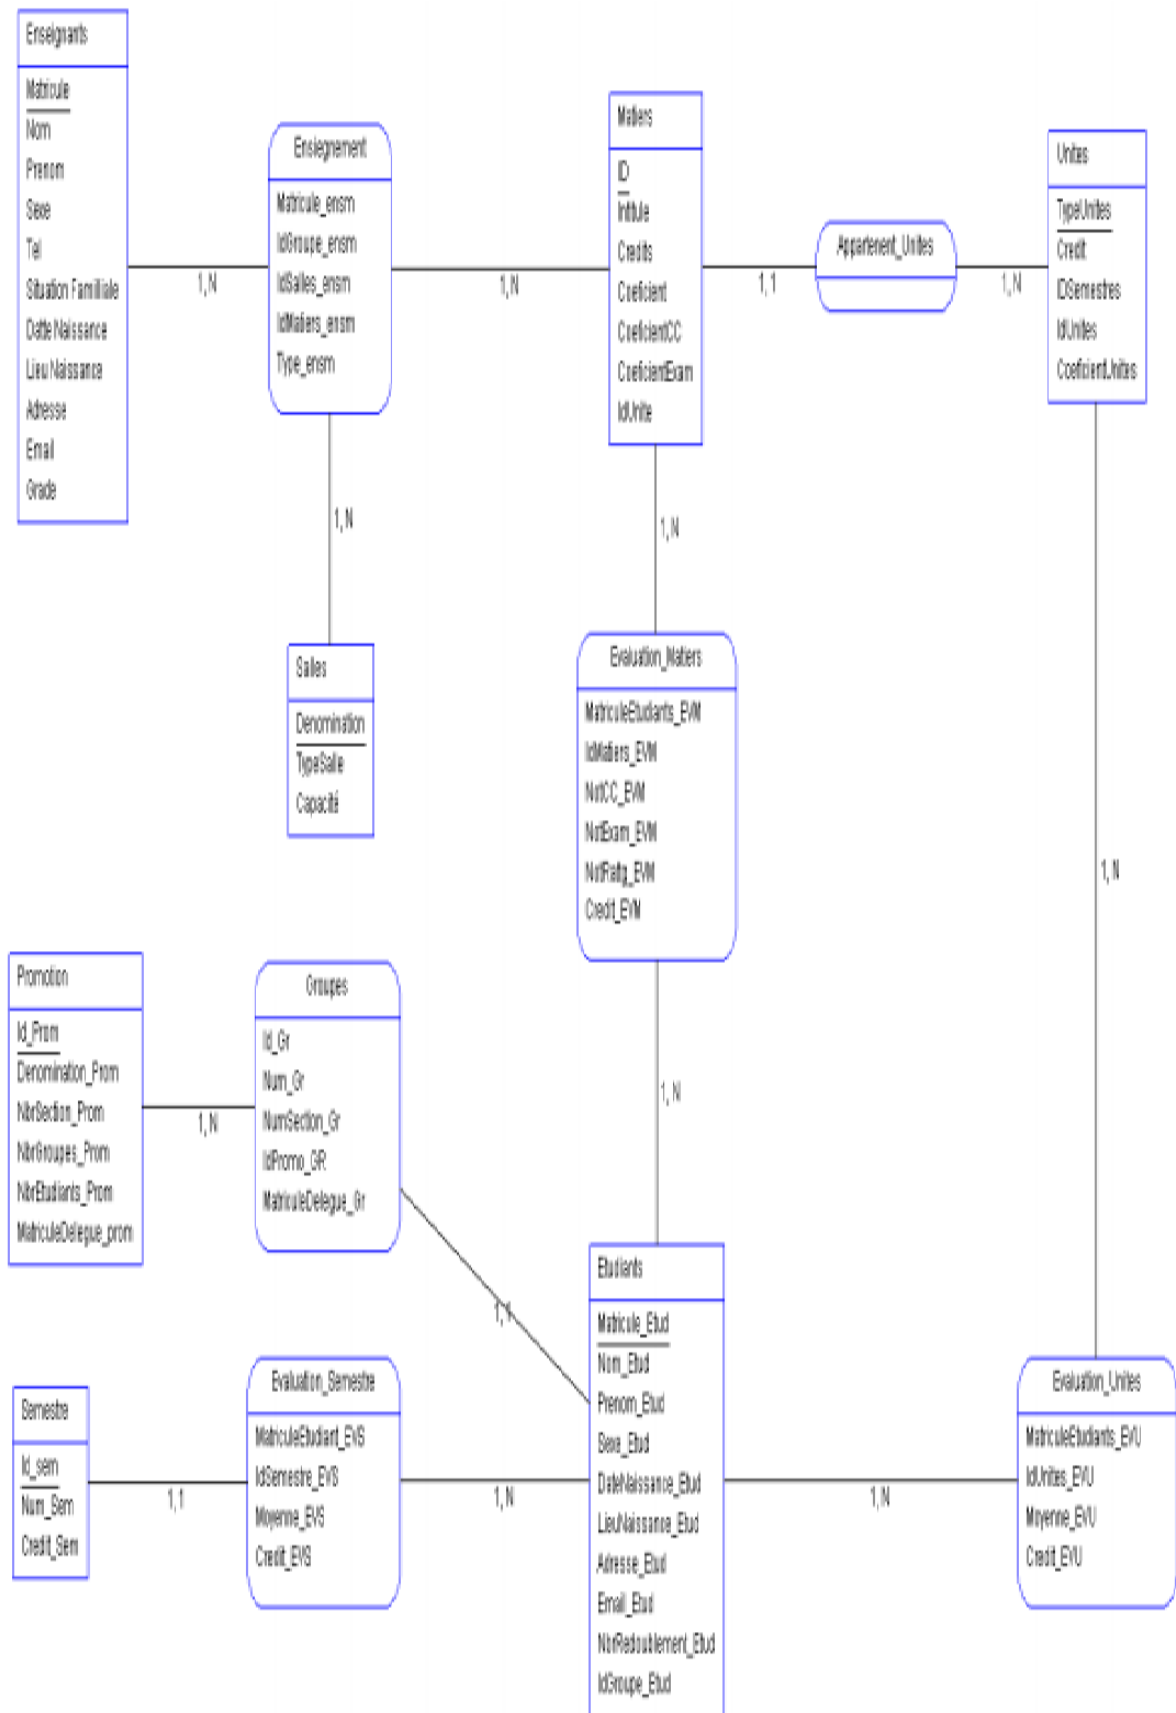 Enseignants
Matricule
Nom
Prenom
Sexe
Tel
Situation Familliale
Datte Naissance
Lieu Naissance
Adresse
Email
Grade
1, N
Ensiegnement
Matricule_ensm
IdGroupe_ensm
IdSalles_ensm
IdMatiers_ensm
Type_ensm
1, N
Matiers
ID
Intitule
Credits
Coeficient
CoeficientCC
CoeficientExam
IdUnite
1,1
Appartenent_Unites
1, N
Unites
TypeUnites
Credit
IDSemestres
IdUnites
CoeficientUnites
1, N
1, N
Salles
Denomination
TypeSalle
Capacité
Evaluation_Matiers
MatriculeEtudiants_EVM
IdMatiers_EVM
NotCC_EVM
NotExam_EVM
NotRattg_EVM
Credit_EVM
1, N
Promotion
Id_Prom
Denomination_Prom
NbrSection_Prom
NbrGroupes_Prom
NbrEtudiants_Prom
MatriculeDelegue_prom
1, N
Groupes
Id_Gr
Num_Gr
NumSection_Gr
IdPromo_GR
MatriculeDelegue_Gr
1, N
1,1
Etudiants
Matricule_Etud
Nom_Etud
Prenom_Etud
Sexe_Etud
DateNaissance_Etud
LieuNaissance_Etud
Adresse_Etud
Email_Etud
NbrRedoublement_Etud
IdGroupe_Etud
Semestre
Id_sem
Num_Sem
Credit_Sem
1,1
Evaluation_Semestre
MatriculeEtudiant_EVS
IdSemestre_EVS
Moyenne_EVS
Credit_EVS
1, N
1, N
Evaluation_Unites
MatriculeEtudiants_EVU
IdUnites_EVU
Moyenne_EVU
Credit_EVU